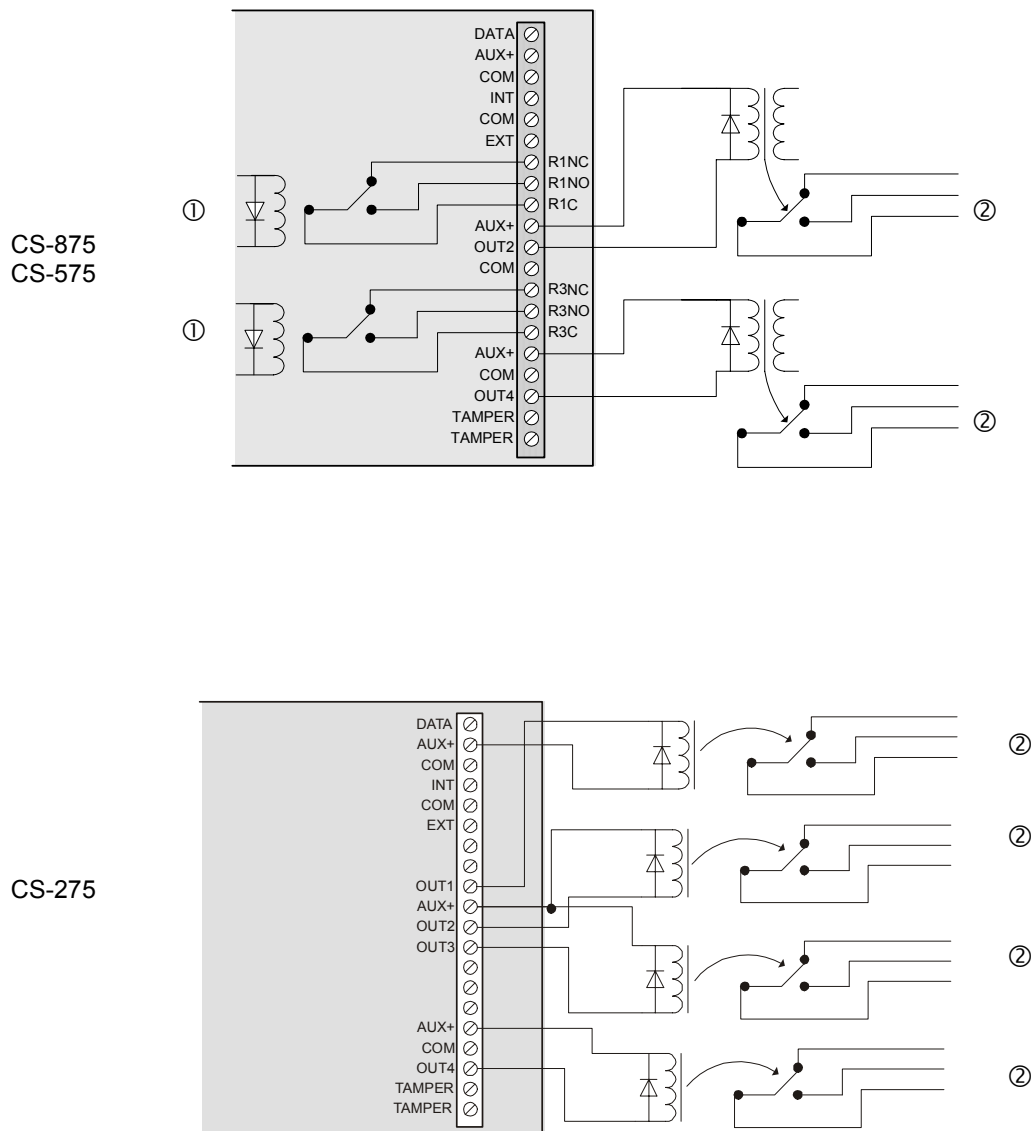 DATA
AUX+
COM
INT
COM
EXT
R1NC
R1NO
R1C
AUX+
OUT2
COM
R3NC
R3NO
R3C
AUX+
COM
OUT4
TAMPER
TAMPER
①
①
②
②
CS-875
CS-575
DATA
AUX+
COM
INT
COM
EXT
OUT1
AUX+
OUT2
OUT3
AUX+
COM
OUT4
TAMPER
TAMPER
②
②
②
②
CS-275